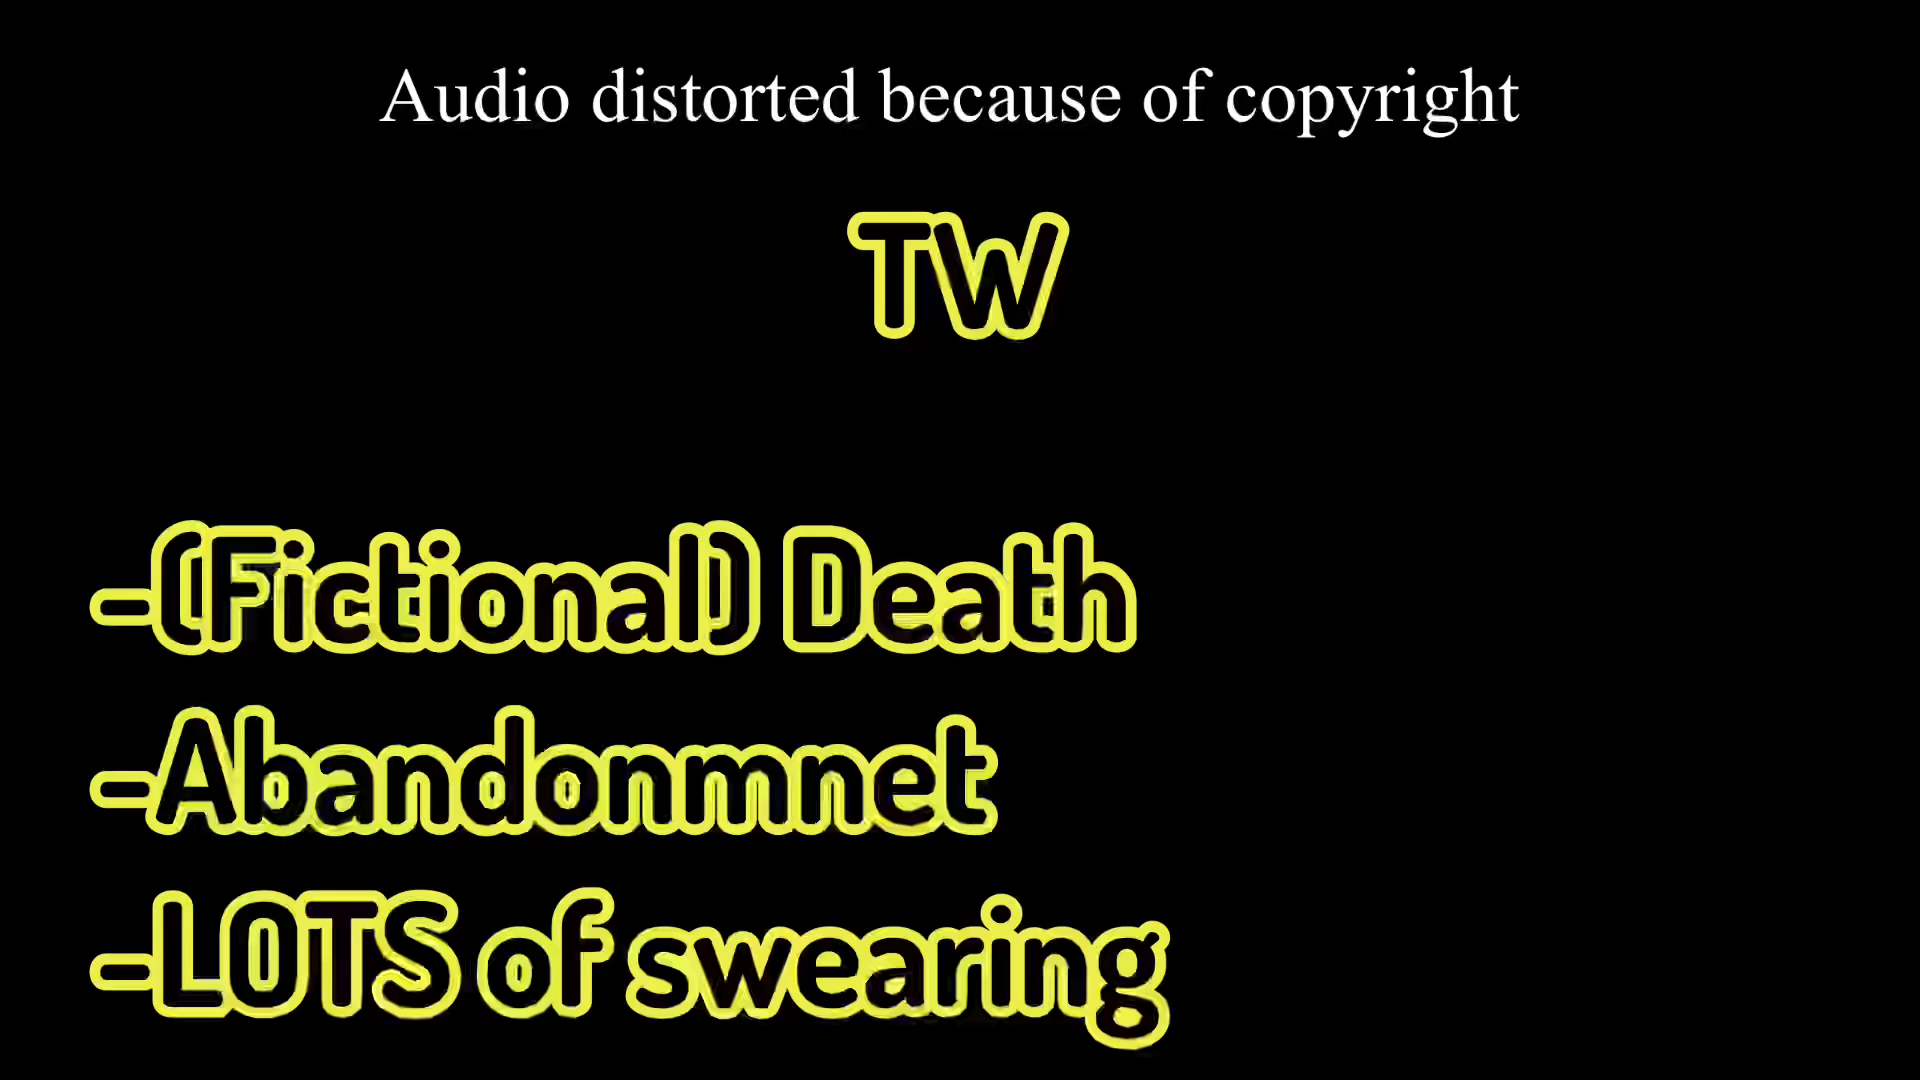 Audio distorted because of copyright
TW
-(Fictional) Death
-Abandonmnet
-LOTS of swearing